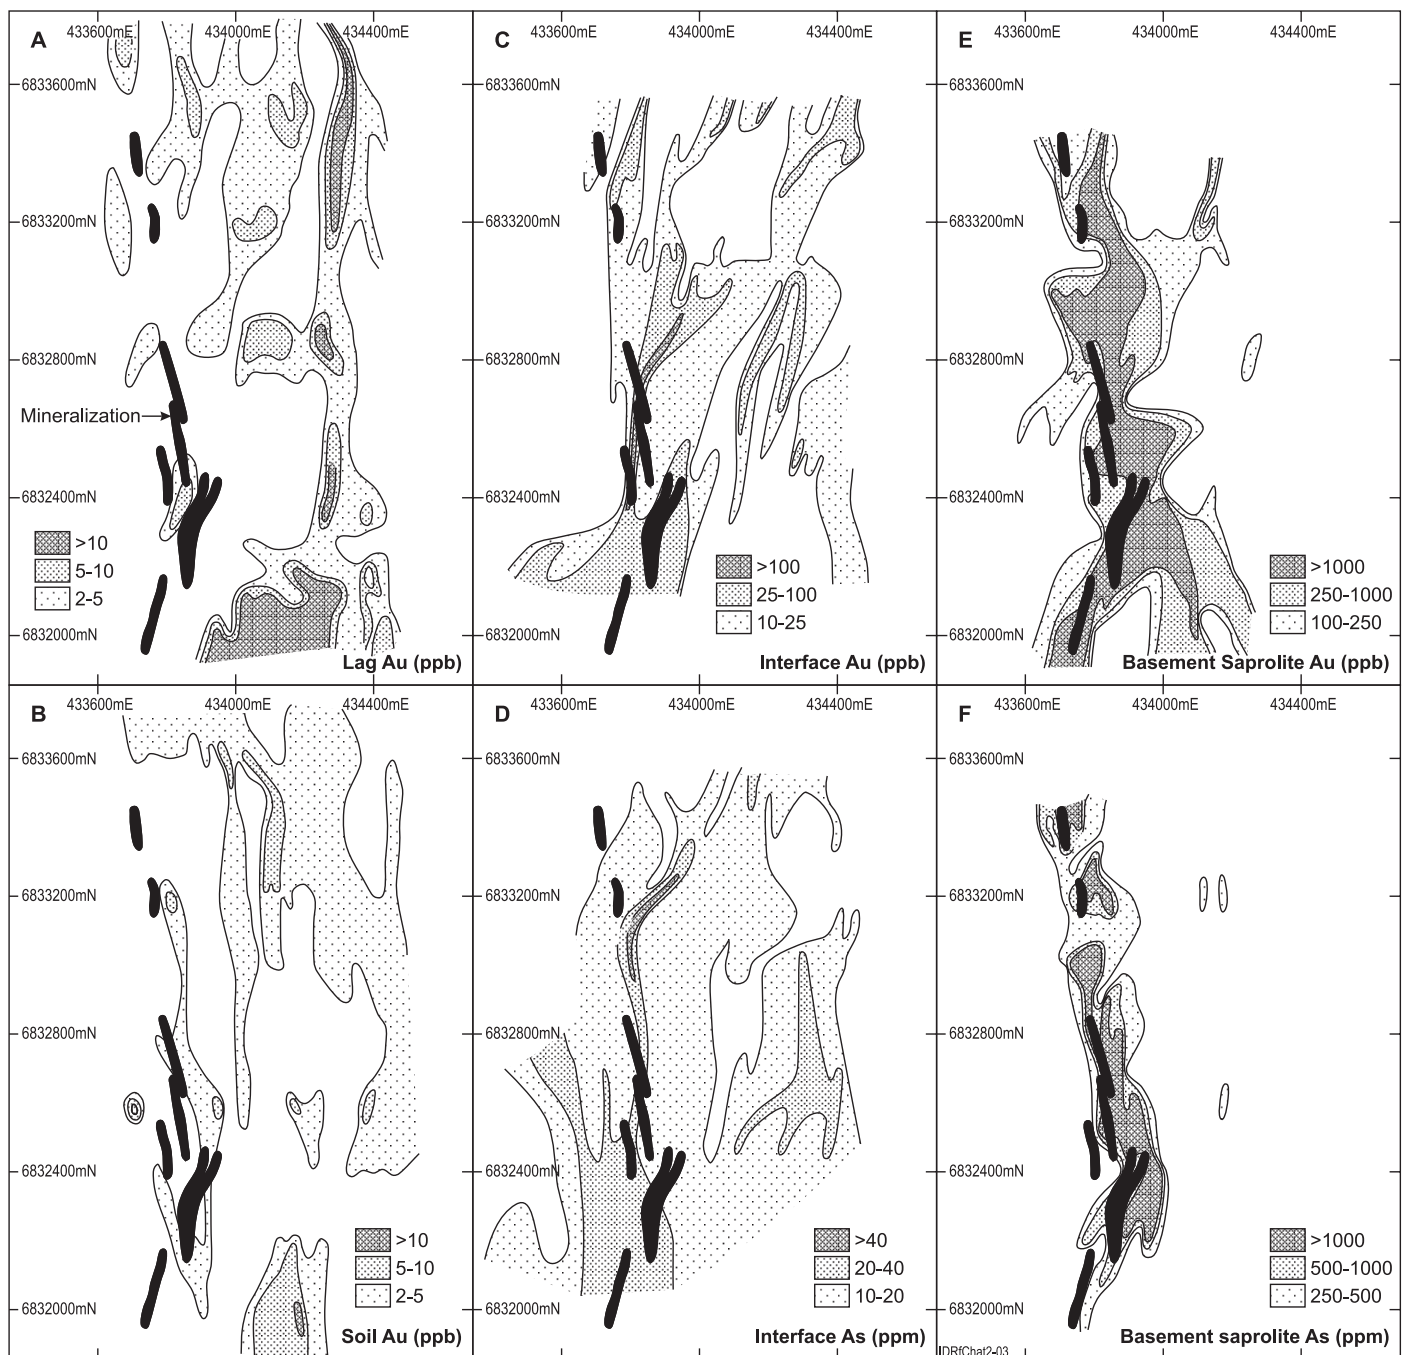 A
433600mE 434000mE 434400mE
6833600mN
6833200mN
6832800mN
Mineralization
6832400mN
>10
5-10
2-5
6832000mN
Lag Au (ppb)
C
433600mE 434000mE 434400mE
6833600mN
6833200mN
6832800mN
6832400mN
>100
25-100
10-25
6832000mN
Interface Au (ppb)
E
433600mE 434000mE 434400mE
6833600mN
6833200mN
6832800mN
6832400mN
>1000
250-1000
100-250
6832000mN
Basement Saprolite Au (ppb)
B
433600mE 434000mE 434400mE
6833600mN
6833200mN
6832800mN
6832400mN
>10
5-10
2-5
6832000mN
Soil Au (ppb)
D
433600mE 434000mE 434400mE
6833600mN
6833200mN
6832800mN
6832400mN
>40
20-40
10-20
6832000mN
Interface As (ppm)
F
433600mE 434000mE 434400mE
6833600mN
6833200mN
6832800mN
6832400mN
>1000
500-1000
250-500
6832000mN
Basement saprolite As (ppm)
IDRfChat2-03